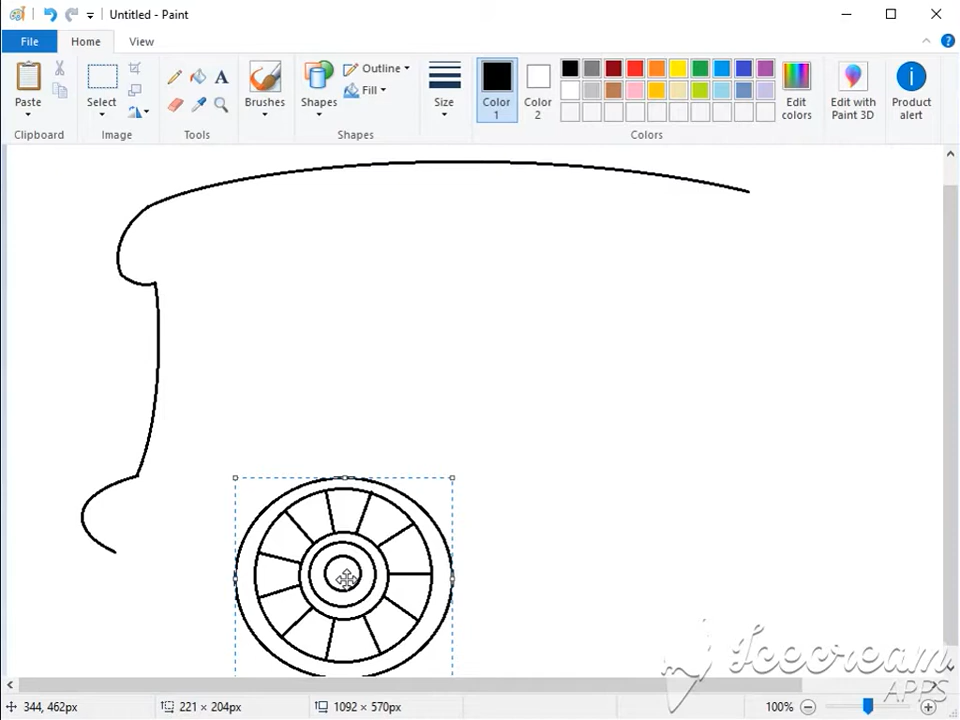 Untitled - Paint
File
Home
View
Paste
Select
Brushes
Shapes
Outline
Fill
Size
Color
1
Color
2
Edit
colors
Edit with
Paint 3D
Product
alert
Clipboard
Image
Tools
Shapes
Colors
Icecream
APPS
344, 462px
221 × 204px
1092 × 570px
100%